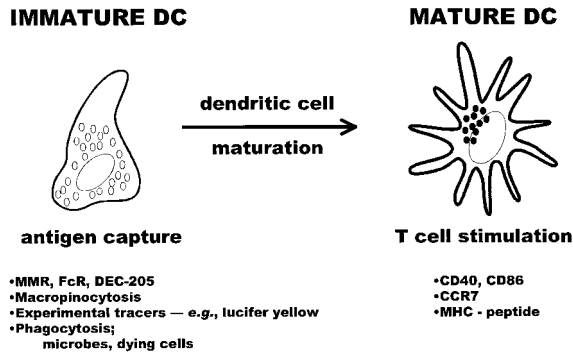 IMMATURE DC
MATURE DC
dendritic cell
maturation
antigen capture
T cell stimulation
•MMR, FcR, DEC-205
•Macropinocytosis
•Experimental tracers — e.g., lucifer yellow
•Phagocytosis;
microbes, dying cells
•CD40, CD86
•CCR7
•MHC - peptide